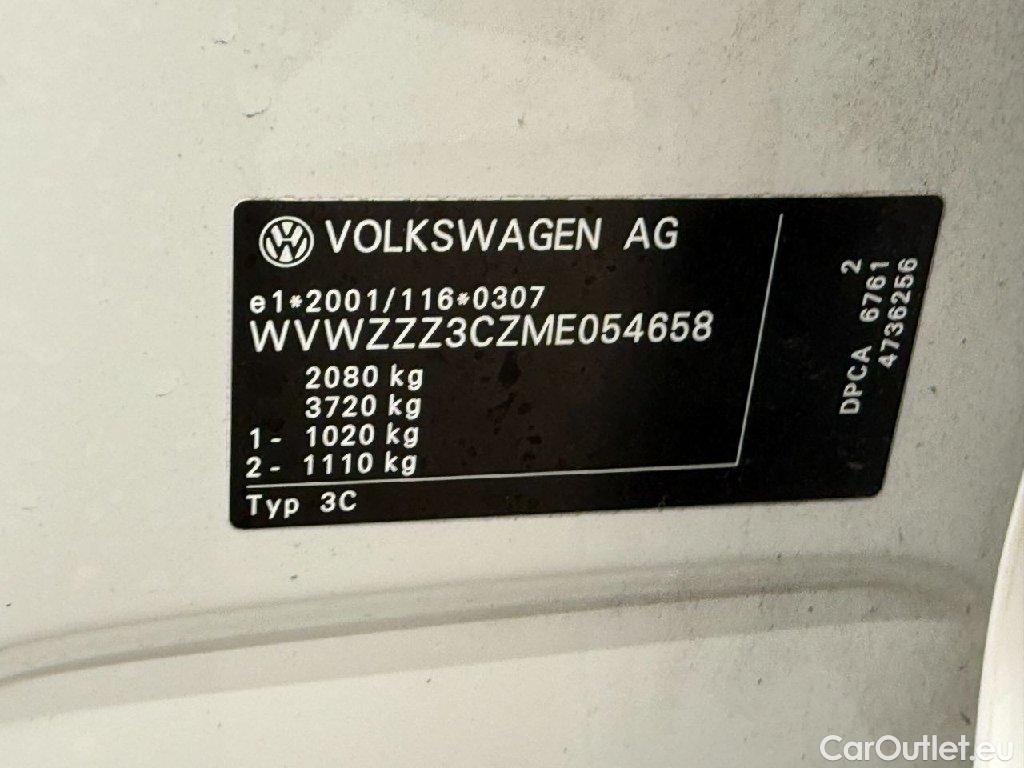 VOLKSWAGEN AG
e1*2001/116*0307
WVWZZZ3CZME054658
2080 kg
3720 kg
1- 1020 kg
2- 1110 kg
Typ 3C
DPCA 6761 2
4736256
CarOutlet.eu